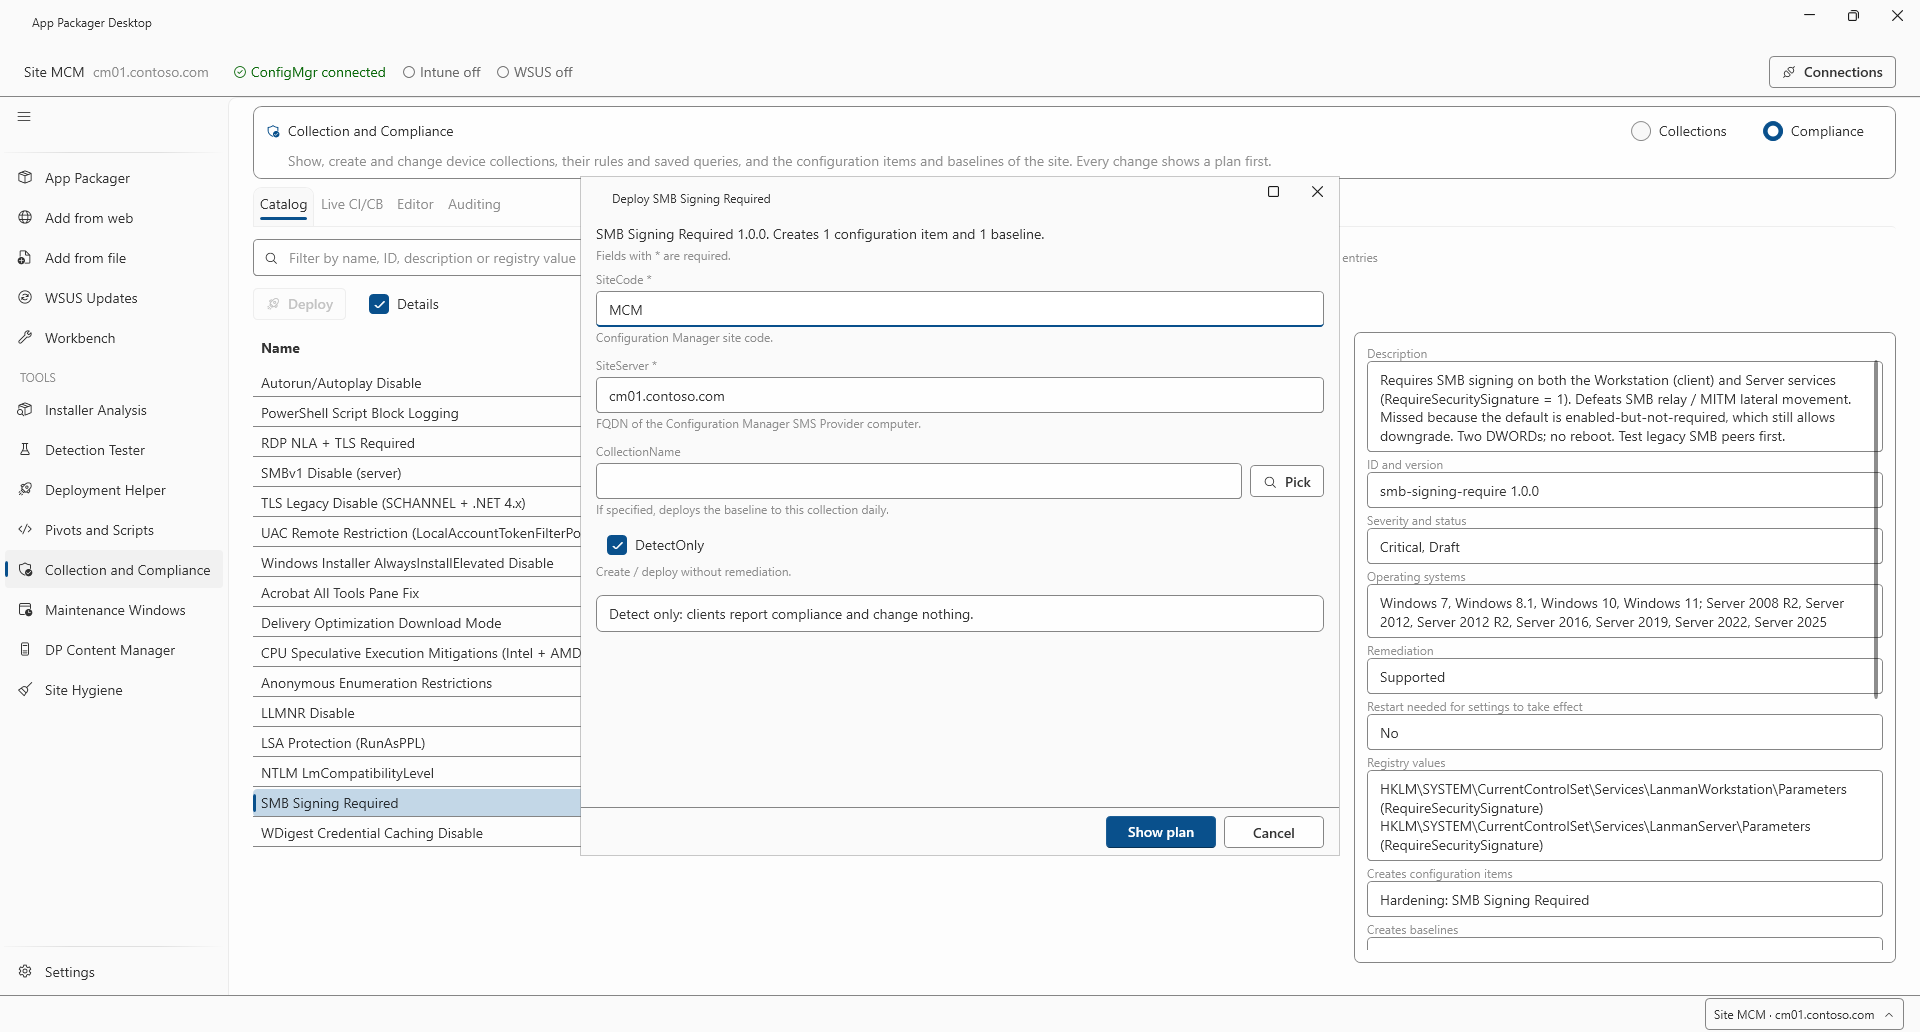 App Packager Desktop
Site MCM cm01.contoso.com ConfigMgr connected Intune off WSUS off Connections
Collection and Compliance Collections Compliance
Show, create and change device collections, their rules and saved queries, and the configuration items and baselines of the site. Every change shows a plan first.
App Packager
Add from web
Add from file
WSUS Updates
Workbench
TOOLS
Installer Analysis
Detection Tester
Deployment Helper
Pivots and Scripts
Collection and Compliance
Maintenance Windows
DP Content Manager
Site Hygiene
Settings
Catalog Live CI/CB Editor Auditing
Filter by name, ID, description or registry value
entries
Deploy Details
Name
Autorun/Autoplay Disable
PowerShell Script Block Logging
RDP NLA + TLS Required
SMBv1 Disable (server)
TLS Legacy Disable (SCHANNEL + .NET 4.x)
UAC Remote Restriction (LocalAccountTokenFilterPo
Windows Installer AlwaysInstallElevated Disable
Acrobat All Tools Pane Fix
Delivery Optimization Download Mode
CPU Speculative Execution Mitigations (Intel + AMD
Anonymous Enumeration Restrictions
LLMNR Disable
LSA Protection (RunAsPPL)
NTLM LmCompatibilityLevel
SMB Signing Required
WDigest Credential Caching Disable
Deploy SMB Signing Required
SMB Signing Required 1.0.0. Creates 1 configuration item and 1 baseline.
Fields with * are required.
SiteCode *
MCM
Configuration Manager site code.
SiteServer *
cm01.contoso.com
FQDN of the Configuration Manager SMS Provider computer.
CollectionName
Pick
If specified, deploys the baseline to this collection daily.
DetectOnly
Create / deploy without remediation.
Detect only: clients report compliance and change nothing.
Show plan Cancel
Description
Requires SMB signing on both the Workstation (client) and Server services
(RequireSecuritySignature = 1). Defeats SMB relay / MITM lateral movement.
Missed because the default is enabled-but-not-required, which still allows
downgrade. Two DWORDs; no reboot. Test legacy SMB peers first.
ID and version
smb-signing-require 1.0.0
Severity and status
Critical, Draft
Operating systems
Windows 7, Windows 8.1, Windows 10, Windows 11; Server 2008 R2, Server
2012, Server 2012 R2, Server 2016, Server 2019, Server 2022, Server 2025
Remediation
Supported
Restart needed for settings to take effect
No
Registry values
HKLM\SYSTEM\CurrentControlSet\Services\LanmanWorkstation\Parameters
(RequireSecuritySignature)
HKLM\SYSTEM\CurrentControlSet\Services\LanmanServer\Parameters
(RequireSecuritySignature)
Creates configuration items
Hardening: SMB Signing Required
Creates baselines
Site MCM · cm01.contoso.com